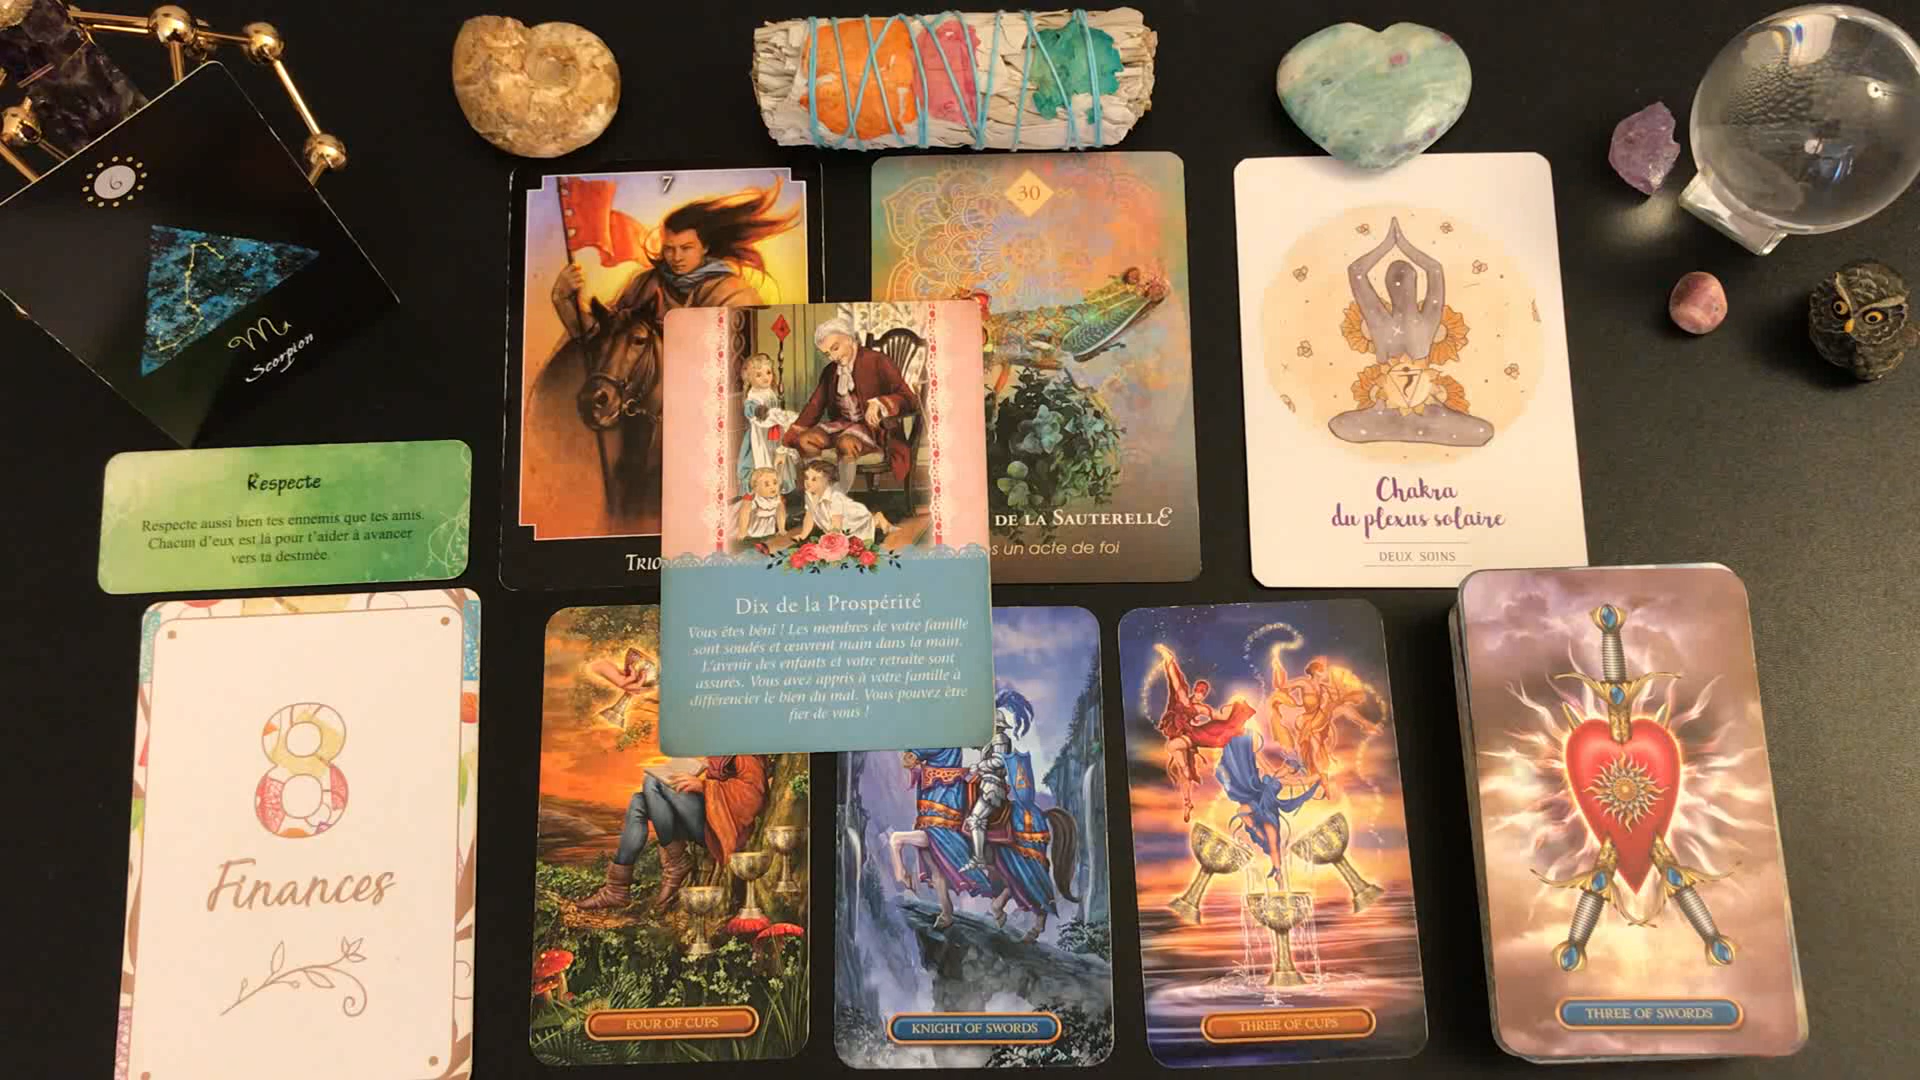 6
Scorpion
7
30
DE LA SAUTERELLE
un acte de foi
Chakra
du plexus solaire
DEUX SOINS
Respecte
Respecte aussi bien tes ennemis que tes amis.
Chacun d'eux est là pour t'aider à avancer
vers ta destinée.
Dix de la Prospérité
Vous êtes béni ! Les membres de votre famille
sont soudés et œuvrent main dans la main.
L'avenir des enfants et votre retraite sont
assurés. Vous avez appris à votre famille à
différencier le bien du mal. Vous pouvez être
fier de vous !
8
Finances
FOUR OF CUPS
KNIGHT OF SWORDS
THREE OF CUPS
THREE OF SWORDS